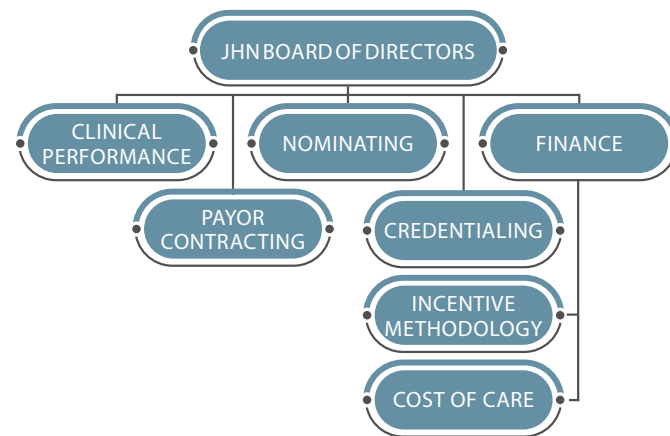 JHN BOARD OF DIRECTORS
CLINICAL
PERFORMANCE
NOMINATING
FINANCE
PAYOR
CONTRACTING
CREDENTIALING
INCENTIVE
METHODOLOGY
COST OF CARE